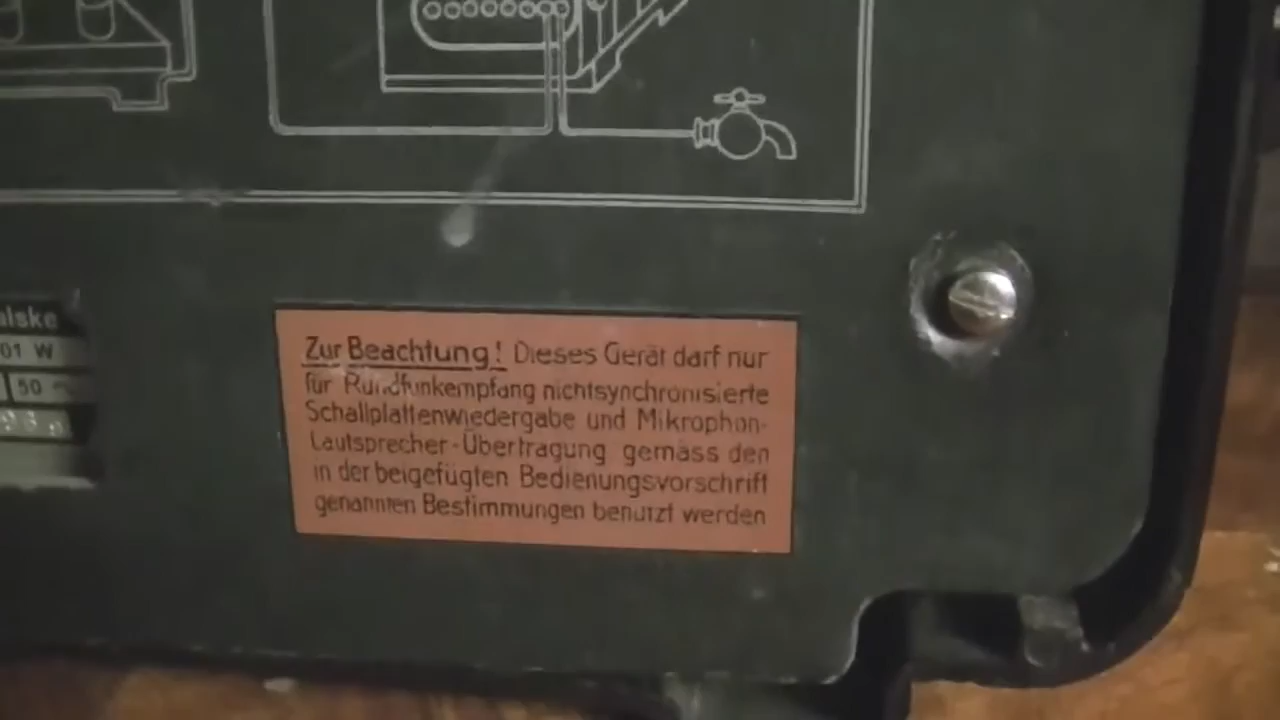 alske
01 W
50
Zur Beachtung! Dieses Gerät darf nur
für Rundfunkempfang nichtsynchronisierte
Schallplattenwiedergabe und Mikrophon-
Lautsprecher-Übertragung gemäss den
in der beigefügten Bedienungsvorschrift
genannten Bestimmungen benutzt werden